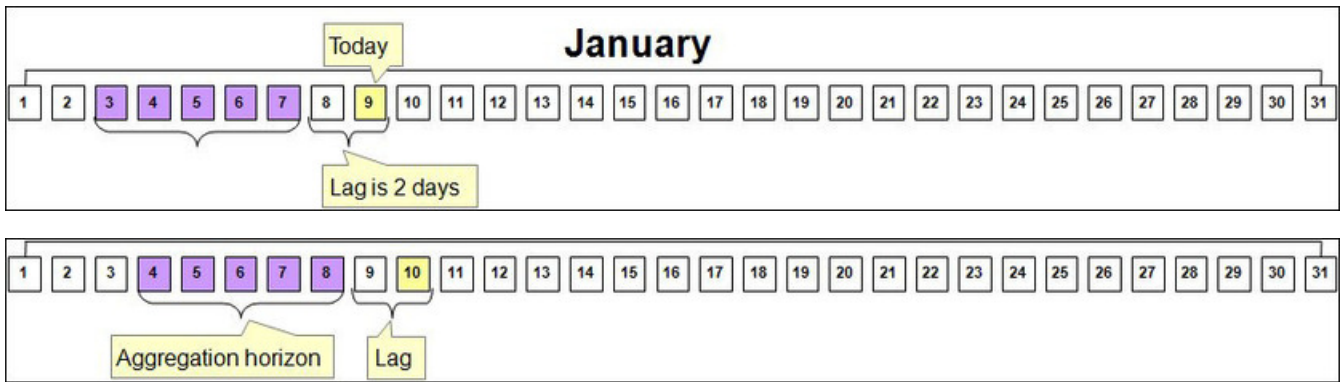 January
Today
1 2 3 4 5 6 7 8 9 10 11 12 13 14 15 16 17 18 19 20 21 22 23 24 25 26 27 28 29 30 31
Lag is 2 days
1 2 3 4 5 6 7 8 9 10 11 12 13 14 15 16 17 18 19 20 21 22 23 24 25 26 27 28 29 30 31
Aggregation horizon
Lag